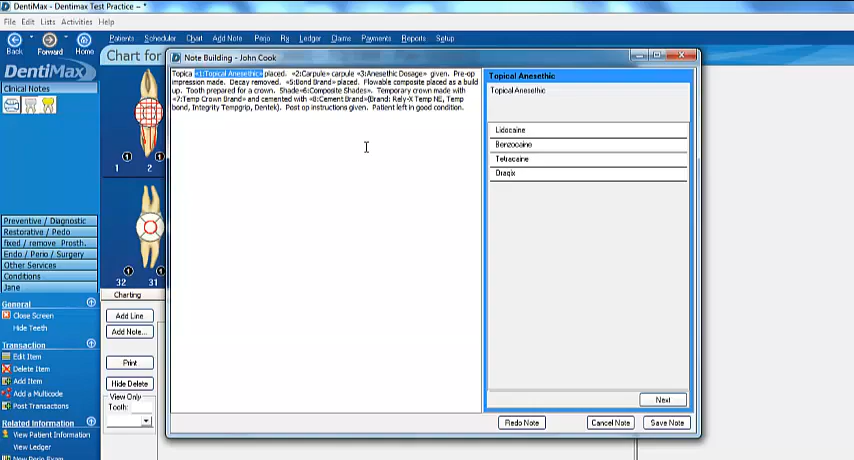 DentiMax - Dentimax Test Practice -- *
File Edit Lists Activities Help
Back Forward Home
Patients Scheduler Chart Add Note Perio Rx Ledger Claims Payments Reports Setup
DENTIMAX
Chart for
Clinical Notes
Note Building - John Cook
Topica «1:Topical Anesethic» placed. «2:Carpule» carpule «3:Anesethic Dosage» given. Pre-op
impression made. Decay removed. «5:Bond Brand» placed. Flowable composite placed as a build
up. Tooth prepared for a crown. Shade«6:Composite Shades». Temporary crown made with
«7:Temp Crown Brand» and cemented with «8:Cement Brand»(Brand: Rely-X Temp NE, Temp
bond, Integrity Tempgrip, Dentek). Post op instructions given. Patient left in good condition.
Topical Anesethic
Topical Anesethic
Lidocaine
Benzocaine
Tetracaine
Oraqix
Next
Redo Note
Cancel Note
Save Note
1 2
32 31
Preventive / Diagnostic
Restorative / Pedo
fixed / remove Prosth.
Endo / Perio / Surgery
Other Services
Conditions
Jane
General
Close Screen
Hide Teeth
Transaction
Edit Item
Delete Item
Add Item
Add a Multicode
Post Transactions
Related Information
View Patient Information
View Ledger
New Perio Exam
Charting
Add Line
Add Note...
Print
Hide Delete
View Only
Tooth: